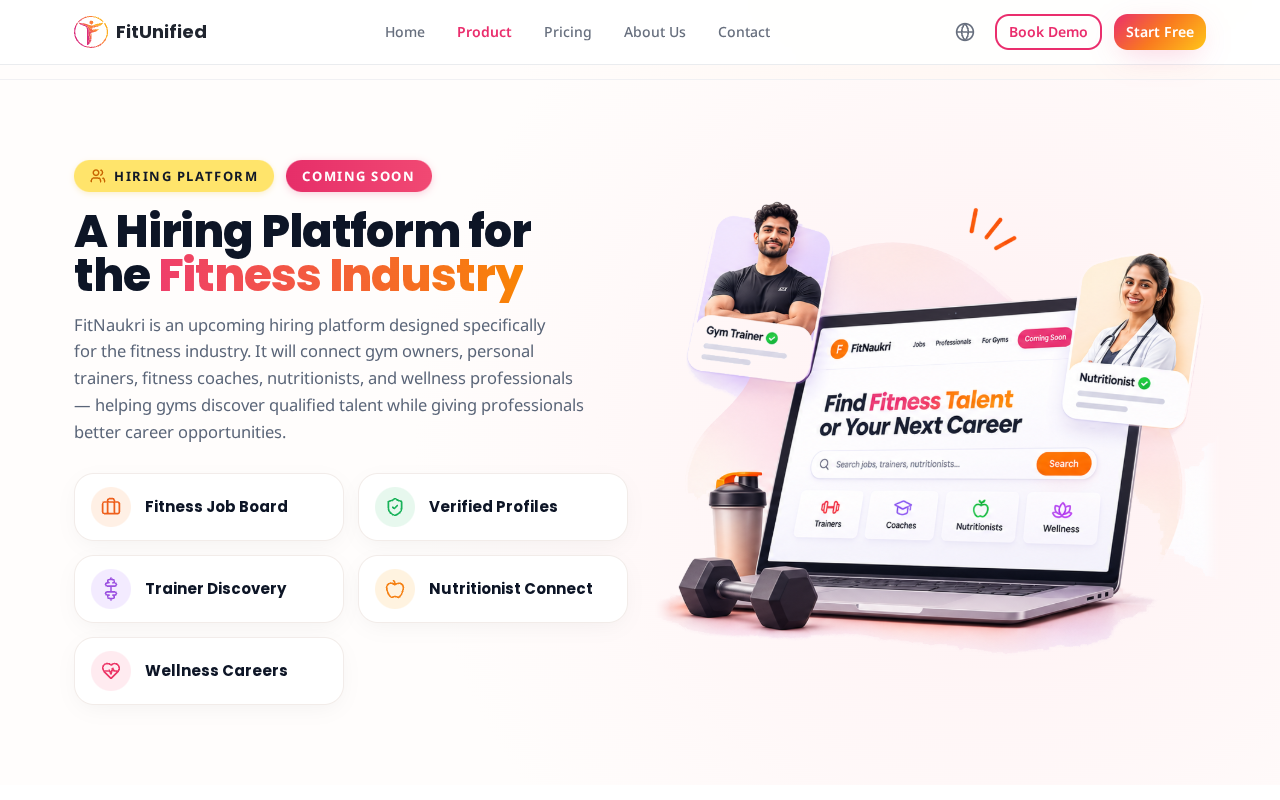 FitUnified
Home
Product
Pricing
About Us
Contact
Book Demo
Start Free
HIRING PLATFORM
COMING SOON
A Hiring Platform for
the Fitness Industry
FitNaukri is an upcoming hiring platform designed specifically
for the fitness industry. It will connect gym owners, personal
trainers, fitness coaches, nutritionists, and wellness professionals
— helping gyms discover qualified talent while giving professionals
better career opportunities.
Fitness Job Board
Verified Profiles
Trainer Discovery
Nutritionist Connect
Wellness Careers
Gym Trainer
Nutritionist
F FitNaukri
Jobs
Professionals
For Gyms
Coming Soon
Find Fitness Talent
or Your Next Career
Search jobs, trainers, nutritionists...
Search
Trainers
Coaches
Nutritionists
Wellness